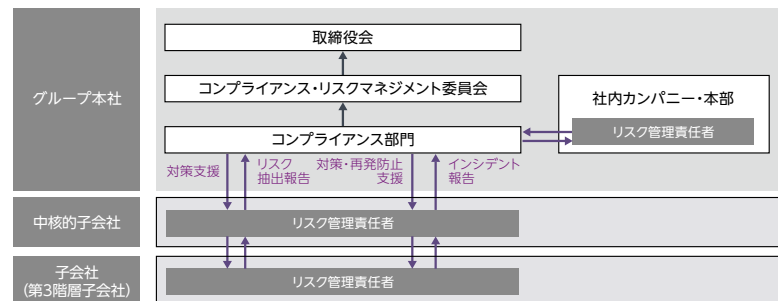 グループ本社
取締役会
コンプライアンス・リスクマネジメント委員会
コンプライアンス部門
社内カンパニー・本部
リスク管理責任者
対策支援
リスク
抽出報告
対策・再発防止
支援
インシデント
報告
中核的子会社
リスク管理責任者
子会社
(第3階層子会社)
リスク管理責任者